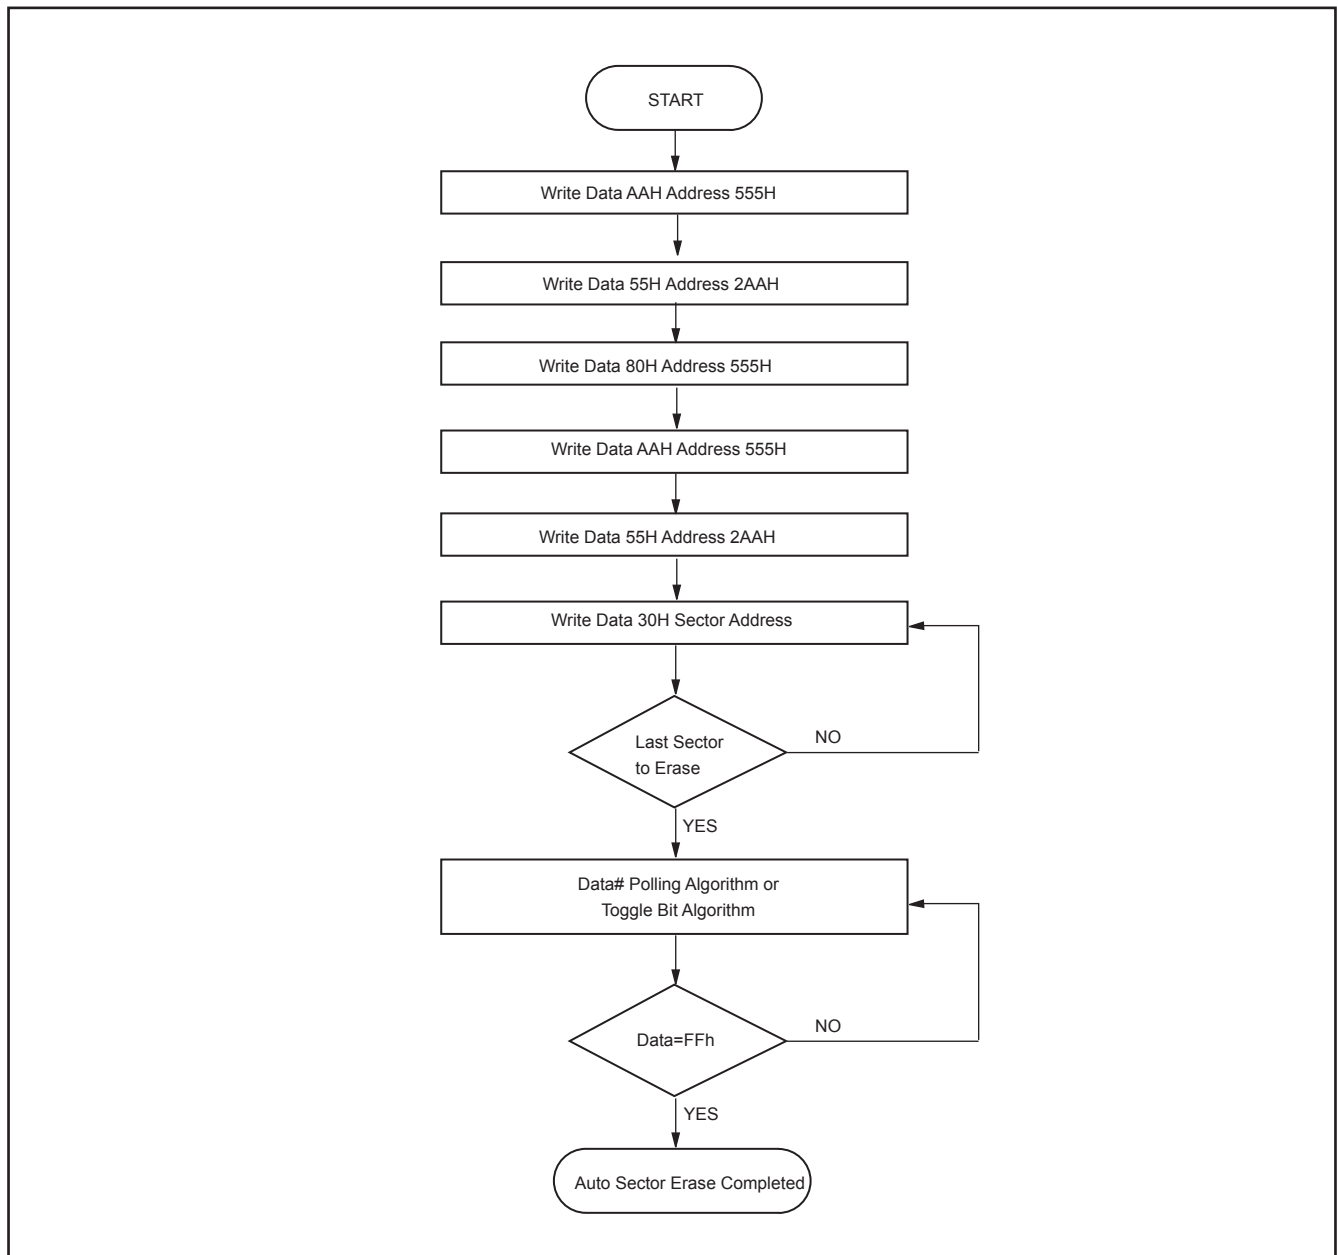 START
Write Data AAH Address 555H
Write Data 55H Address 2AAH
Write Data 80H Address 555H
Write Data AAH Address 555H
Write Data 55H Address 2AAH
Write Data 30H Sector Address
Last Sector
to Erase
NO
YES
Data# Polling Algorithm or
Toggle Bit Algorithm
Data=FFh
NO
YES
Auto Sector Erase Completed